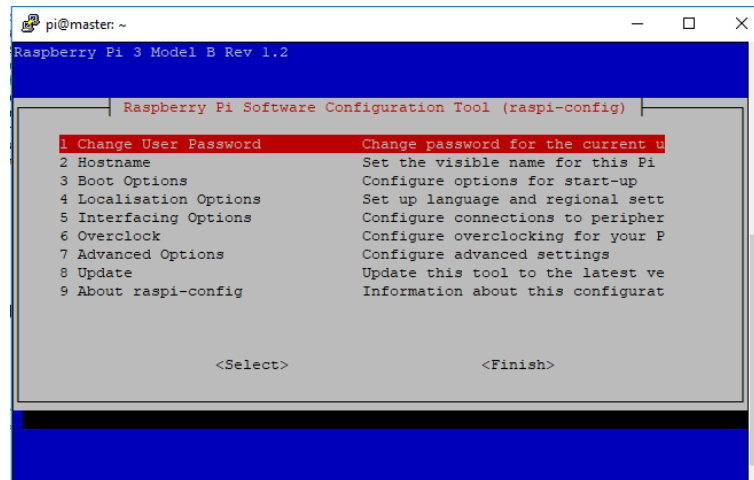 pi@master: ~
Raspberry Pi 3 Model B Rev 1.2
Raspberry Pi Software Configuration Tool (raspi-config)
1 Change User Password Change password for the current u
2 Hostname Set the visible name for this Pi
3 Boot Options Configure options for start-up
4 Localisation Options Set up language and regional sett
5 Interfacing Options Configure connections to peripher
6 Overclock Configure overclocking for your P
7 Advanced Options Configure advanced settings
8 Update Update this tool to the latest ve
9 About raspi-config Information about this configurat
<Select> <Finish>